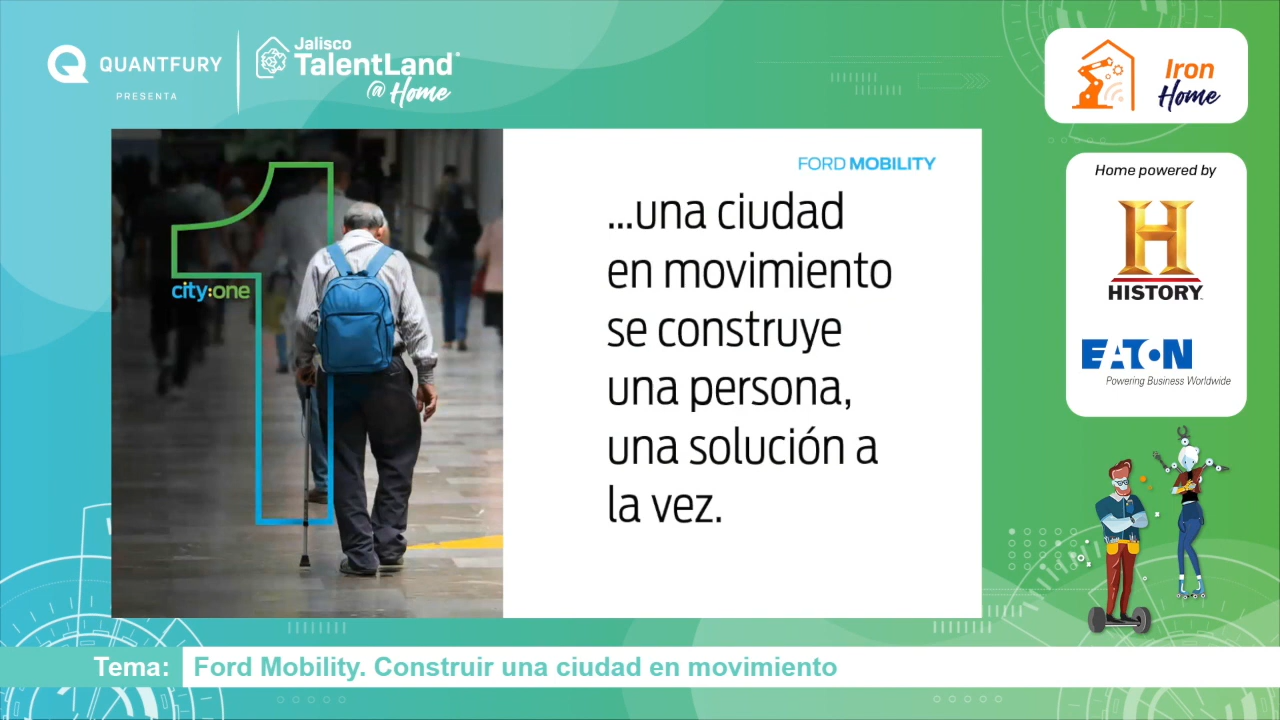 QUANTFURY
PRESENTA
Jalisco
TalentLand
@Home
Iron
Home
Home powered by
HISTORY
EATON
Powering Business Worldwide
FORD MOBILITY
city:one
...una ciudad
en movimiento
se construye
una persona,
una solución a
la vez.
Tema: Ford Mobility. Construir una ciudad en movimiento